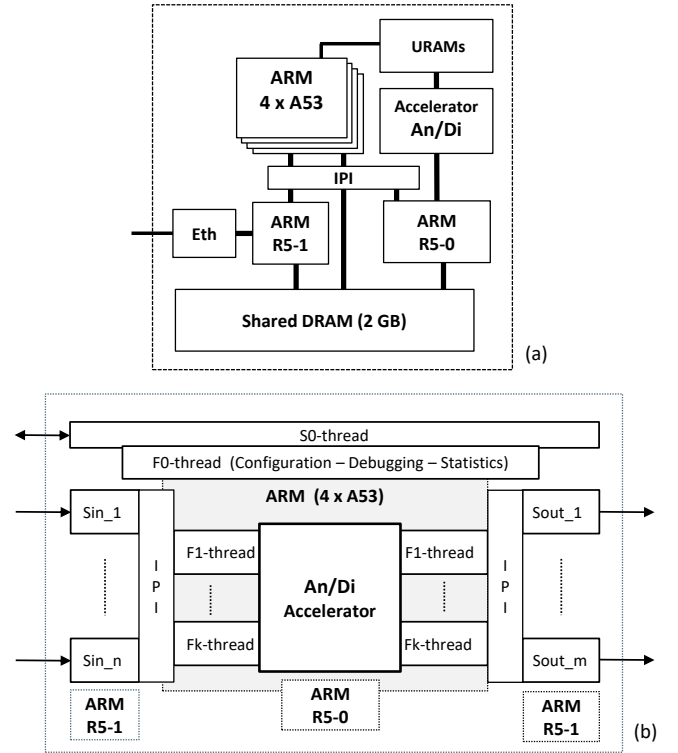 URAMs
ARM
4 x A53
Accelerator
An/Di
IPI
Eth
ARM
R5-1
ARM
R5-0
Shared DRAM (2 GB)
(a)
S0-thread
F0-thread (Configuration – Debugging – Statistics)
ARM (4 x A53)
Sin_1
Sout_1
F1-thread
F1-thread
I
P
I
An/Di
Accelerator
I
P
I
Fk-thread
Fk-thread
Sin_n
Sout_m
ARM
R5-1
ARM
R5-0
ARM
R5-1
(b)